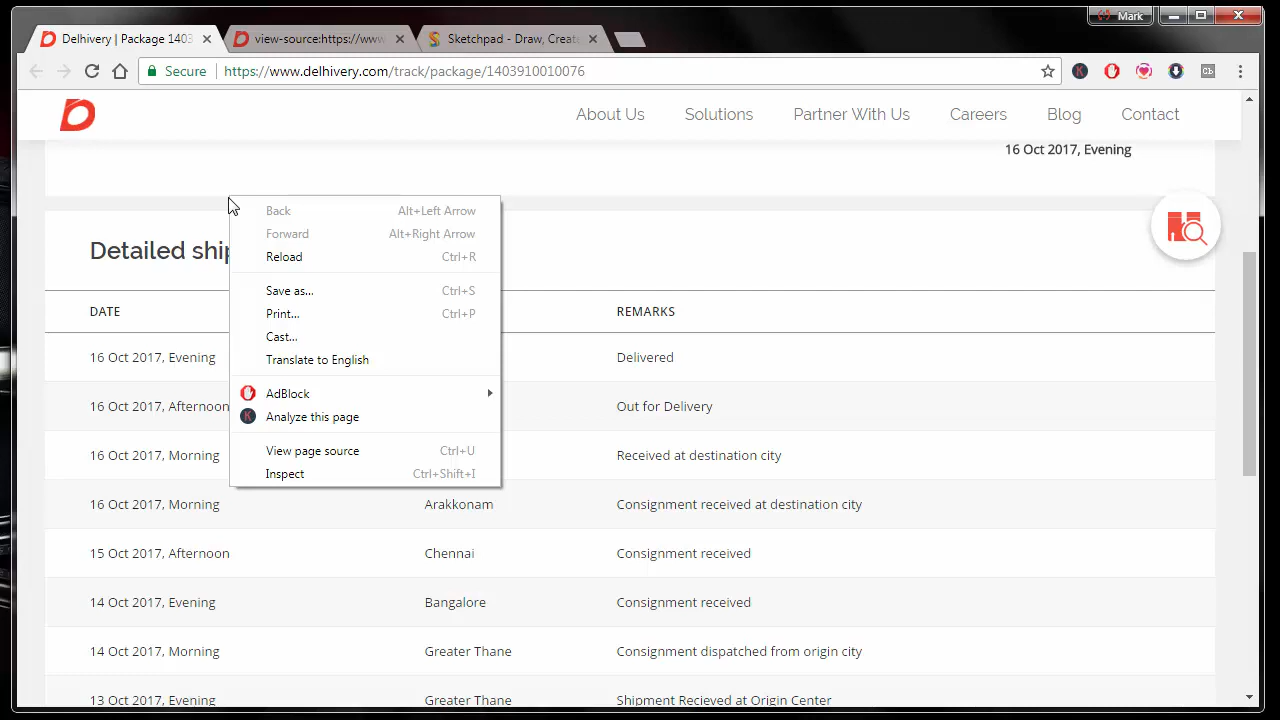 Mark
Delhivery | Package 1403
view-source:https://www
Sketchpad - Draw, Create
Secure
https://www.delhivery.com/track/package/1403910010076
About Us
Solutions
Partner With Us
Careers
Blog
Contact
16 Oct 2017, Evening
Back Alt+Left Arrow
Forward Alt+Right Arrow
Reload Ctrl+R
Save as... Ctrl+S
Print... Ctrl+P
Cast...
Translate to English
AdBlock
Analyze this page
View page source Ctrl+U
Inspect Ctrl+Shift+I
Detailed ship
DATE REMARKS
16 Oct 2017, Evening Delivered
16 Oct 2017, Afternoon Out for Delivery
16 Oct 2017, Morning Received at destination city
16 Oct 2017, Morning Arakkonam Consignment received at destination city
15 Oct 2017, Afternoon Chennai Consignment received
14 Oct 2017, Evening Bangalore Consignment received
14 Oct 2017, Morning Greater Thane Consignment dispatched from origin city
13 Oct 2017, Evening Greater Thane Shipment Recieved at Origin Center